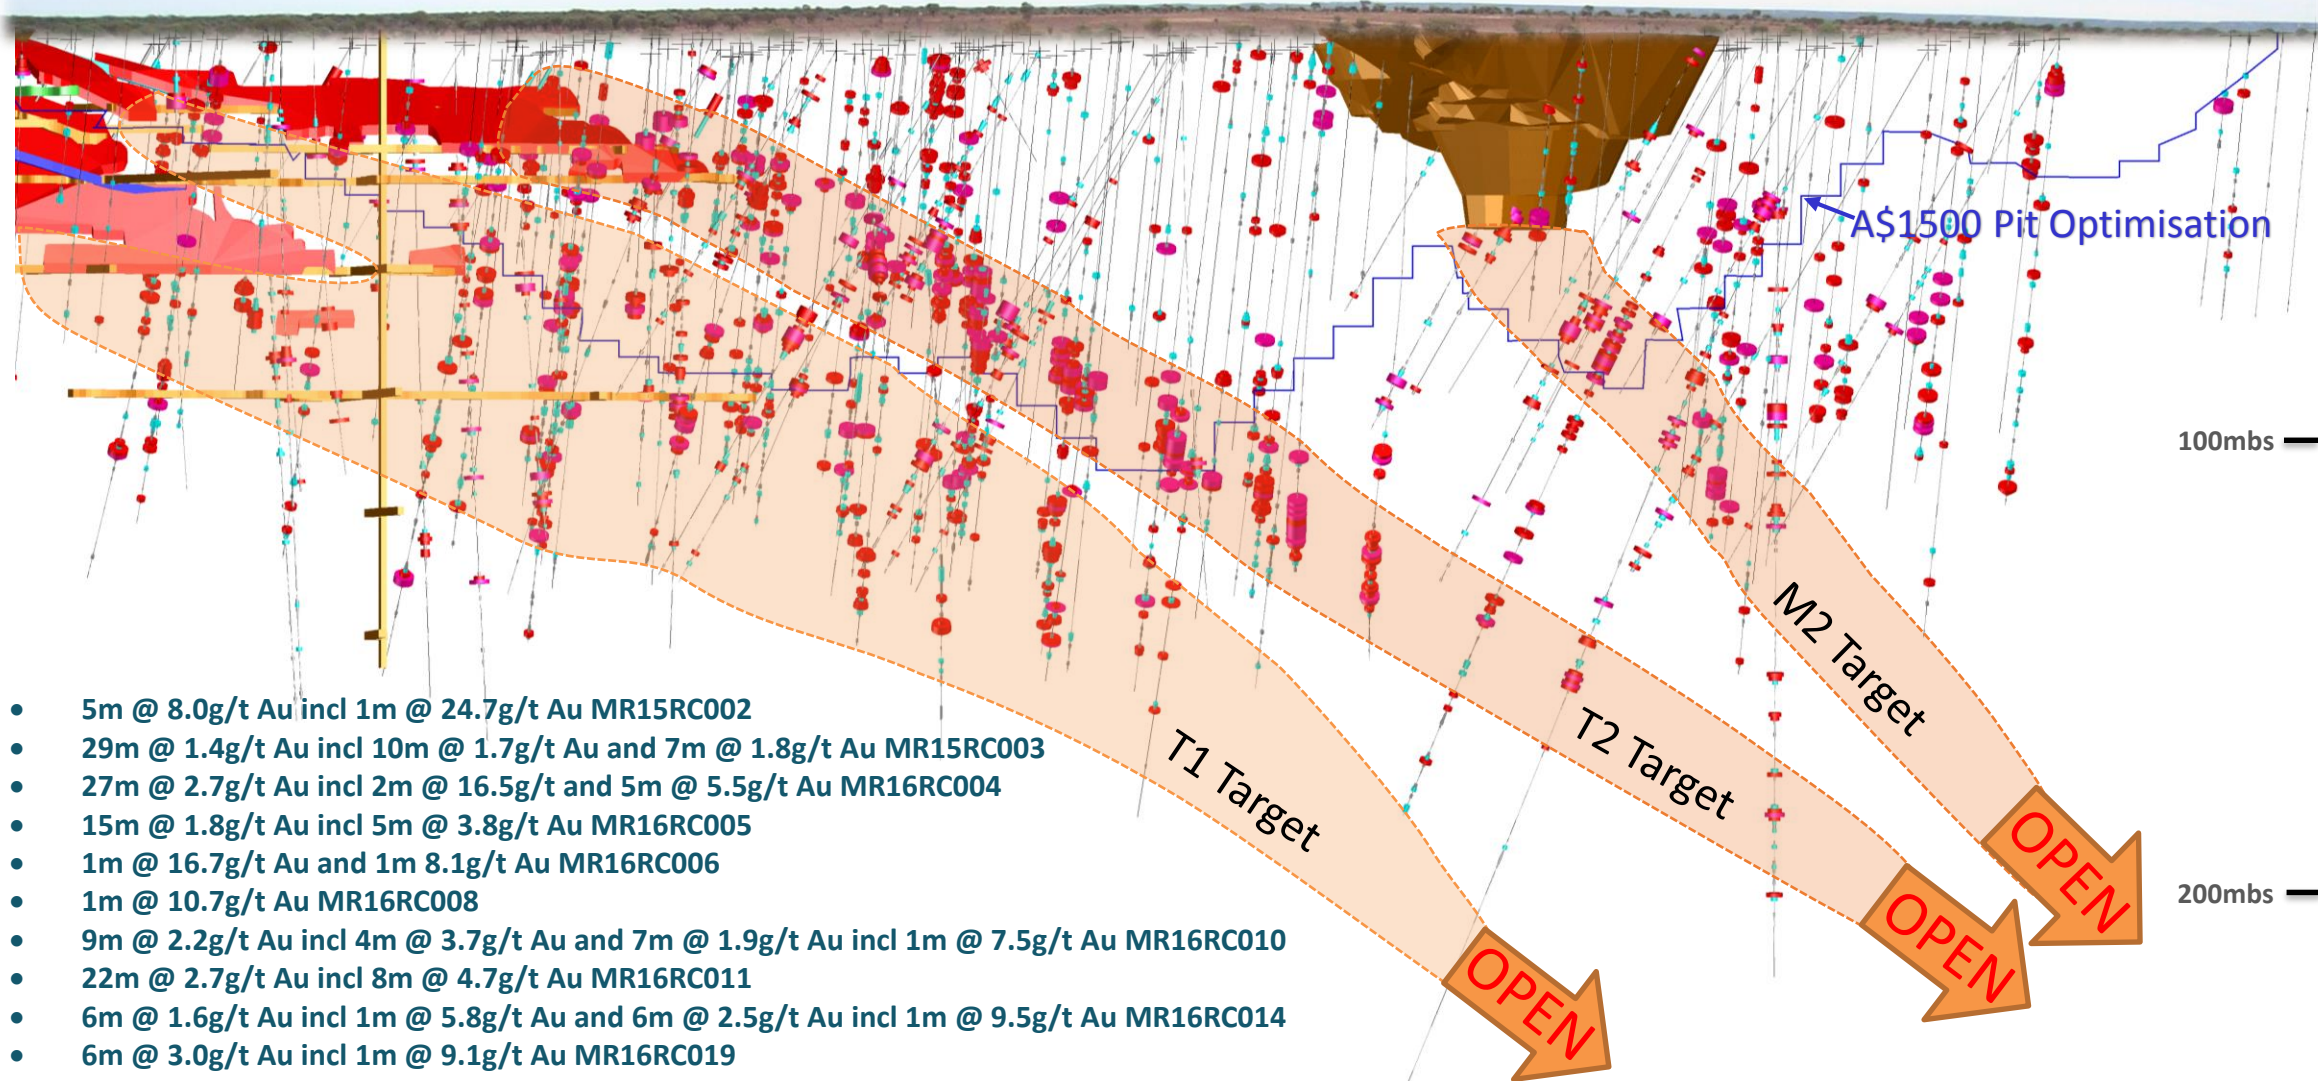 A$1500 Pit Optimisation
100mbs
M2 Target
T2 Target
T1 Target
200mbs
OPEN
OPEN
OPEN
• 5m @ 8.0g/t Au incl 1m @ 24.7g/t Au MR15RC002
• 29m @ 1.4g/t Au incl 10m @ 1.7g/t Au and 7m @ 1.8g/t Au MR15RC003
• 27m @ 2.7g/t Au incl 2m @ 16.5g/t and 5m @ 5.5g/t Au MR16RC004
• 15m @ 1.8g/t Au incl 5m @ 3.8g/t Au MR16RC005
• 1m @ 16.7g/t Au and 1m 8.1g/t Au MR16RC006
• 1m @ 10.7g/t Au MR16RC008
• 9m @ 2.2g/t Au incl 4m @ 3.7g/t Au and 7m @ 1.9g/t Au incl 1m @ 7.5g/t Au MR16RC010
• 22m @ 2.7g/t Au incl 8m @ 4.7g/t Au MR16RC011
• 6m @ 1.6g/t Au incl 1m @ 5.8g/t Au and 6m @ 2.5g/t Au incl 1m @ 9.5g/t Au MR16RC014
• 6m @ 3.0g/t Au incl 1m @ 9.1g/t Au MR16RC019